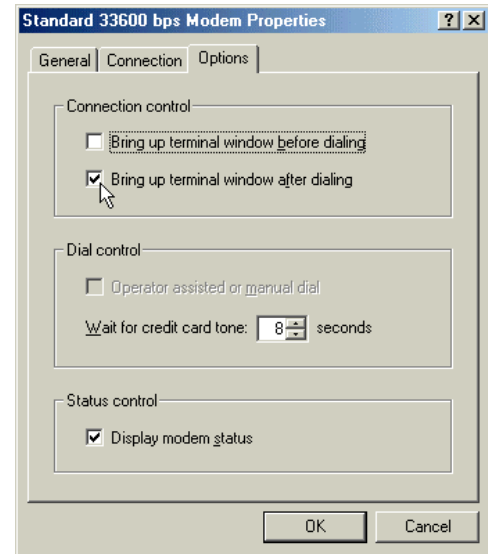 Standard 33600 bps Modem Properties
General Connection Options
Connection control
Bring up terminal window before dialing
Bring up terminal window after dialing
Dial control
Operator assisted or manual dial
Wait for credit card tone: 8 seconds
Status control
Display modem status
OK Cancel